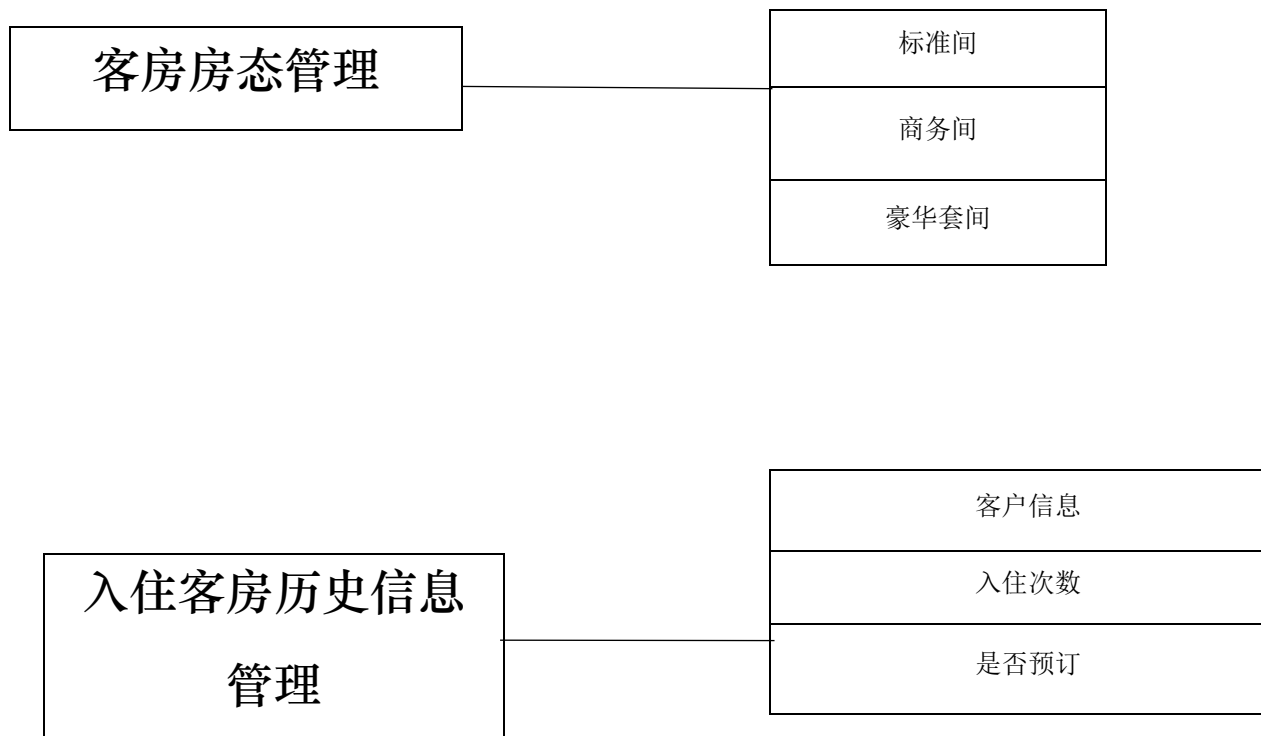 客房房态管理
标准间
商务间
豪华套间
入住客房历史信息
管理
客户信息
入住次数
是否预订